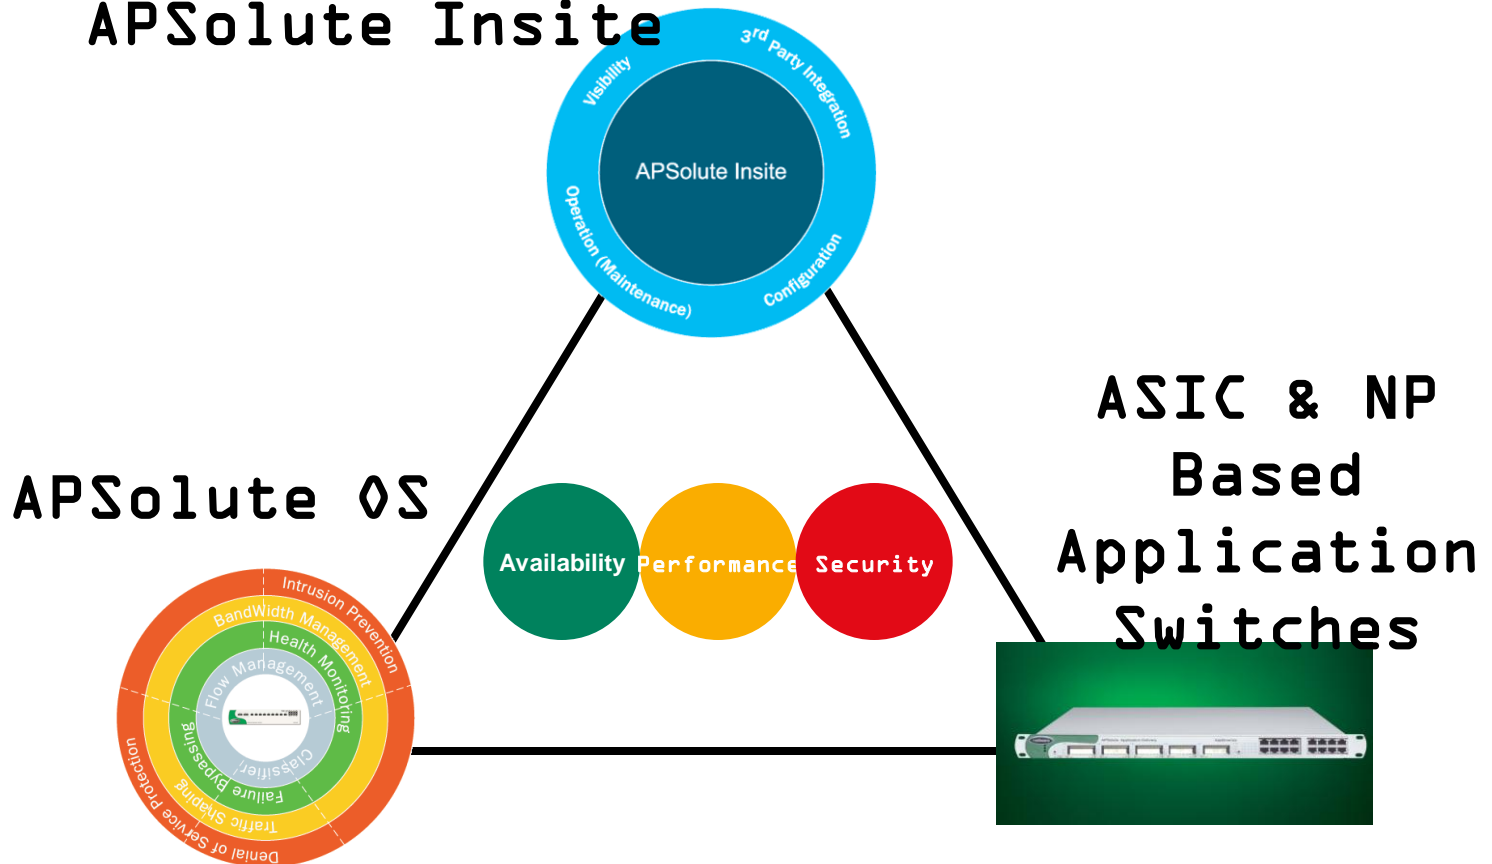 APSolute Insite
3rd Party Integration
Visibility
APSolute Insite
Operation (Maintenance)
Configuration
ASIC & NP
Based
Application
Switches
APSolute OS
Availability
Performance
Security
Intrusion Prevention
BandWidth Management
Health Monitoring
Flow Management
Classifier
Failure Bypassing
Traffic Shaping
Denial of Service Protection